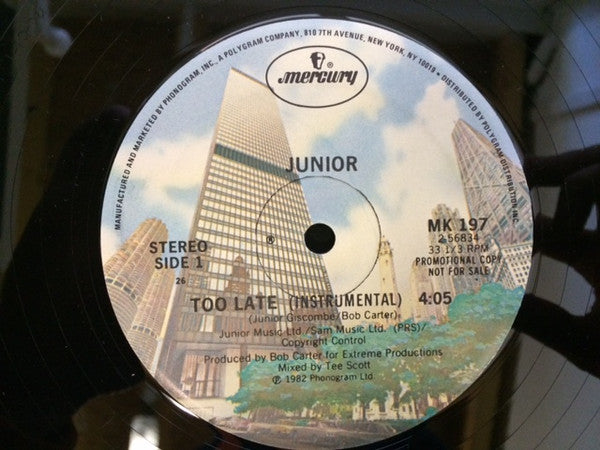 MANUFACTURED AND MARKETED BY PHONOGRAM, INC., A POLYGRAM COMPANY, 810 7TH AVENUE, NEW YORK, NY 10019 • DISTRIBUTED BY POLYGRAM DISTRIBUTION INC.
®
mercury
JUNIOR
STEREO
SIDE 1
26
®
MK 197
2 56834
33 1/3 RPM
PROMOTIONAL COPY
NOT FOR SALE
TOO LATE (INSTRUMENTAL) 4:05
(Junior Giscombe/Bob Carter)
Junior Music Ltd./Sam Music Ltd. (PRS)/
Copyright Control
Produced by Bob Carter for Extreme Productions
Mixed by Tee Scott
℗ 1982 Phonogram Ltd.